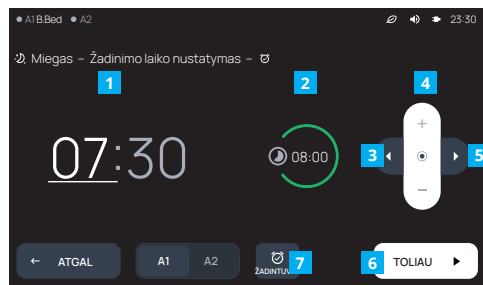 A1 B.Bed A2 23:30
Miegas – Žadinimo laiko nustatymas –
1 2 4
07:30 08:00 3 + – 5
7 6
← ATGAL A1 A2 TOLIAU